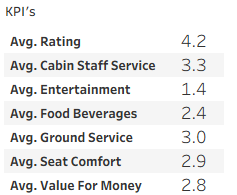 KPI's
Avg. Rating 4.2
Avg. Cabin Staff Service 3.3
Avg. Entertainment 1.4
Avg. Food Beverages 2.4
Avg. Ground Service 3.0
Avg. Seat Comfort 2.9
Avg. Value For Money 2.8